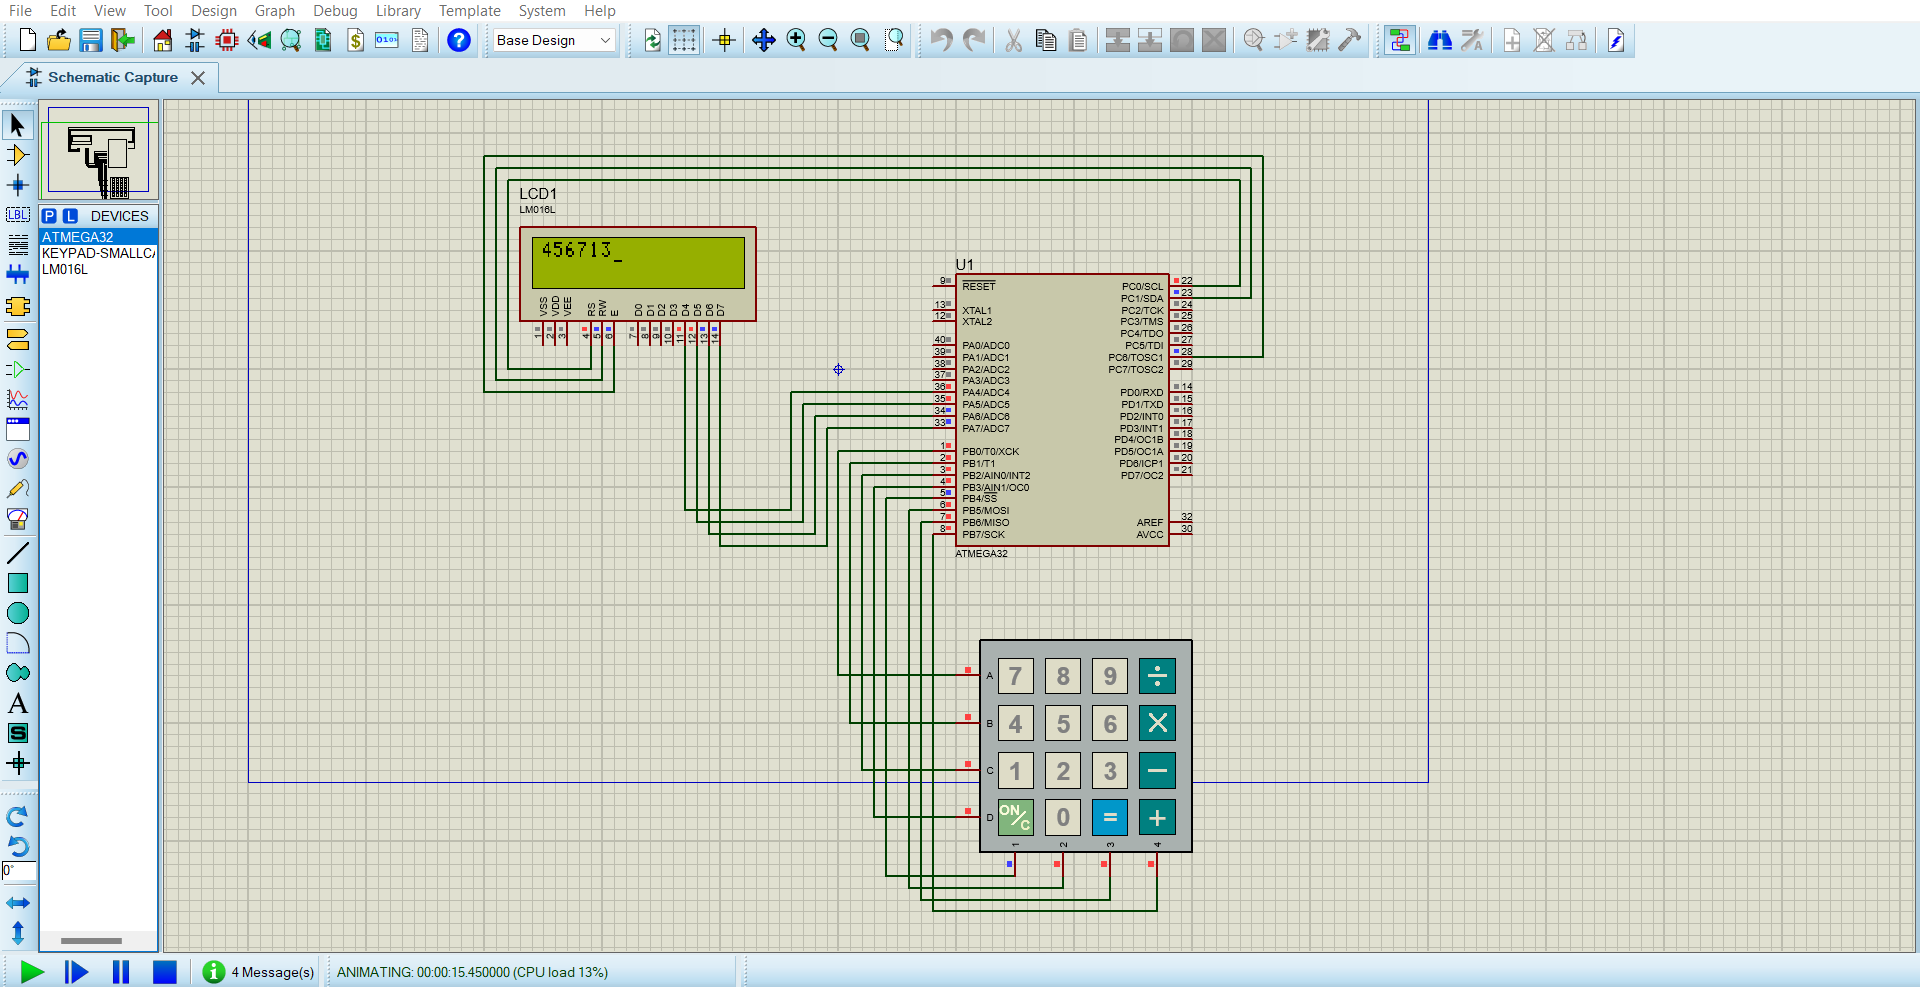 File Edit View Tool Design Graph Debug Library Template System Help
Base Design
Schematic Capture
P L DEVICES
ATMEGA32
KEYPAD-SMALLCA
LM016L
LBL
A
S
0°
LCD1
LM016L
456713_
VSS VDD VEE RS RW E D0 D1 D2 D3 D4 D5 D6 D7
1 2 3 4 5 6 7 8 9 10 11 12 13 14
U1
9 RESET
13 XTAL1
12 XTAL2
40 PA0/ADC0
39 PA1/ADC1
38 PA2/ADC2
37 PA3/ADC3
36 PA4/ADC4
35 PA5/ADC5
34 PA6/ADC6
33 PA7/ADC7
1 PB0/T0/XCK
2 PB1/T1
3 PB2/AIN0/INT2
4 PB3/AIN1/OC0
5 PB4/SS
6 PB5/MOSI
7 PB6/MISO
8 PB7/SCK
PC0/SCL 22
PC1/SDA 23
PC2/TCK 24
PC3/TMS 25
PC4/TDO 26
PC5/TDI 27
PC6/TOSC1 28
PC7/TOSC2 29
PD0/RXD 14
PD1/TXD 15
PD2/INT0 16
PD3/INT1 17
PD4/OC1B 18
PD5/OC1A 19
PD6/ICP1 20
PD7/OC2 21
AREF 32
AVCC 30
ATMEGA32
A 7 8 9 ÷
B 4 5 6 ×
C 1 2 3 −
D ON/C 0 = +
1 2 3 4
4 Message(s)
ANIMATING: 00:00:15.450000 (CPU load 13%)